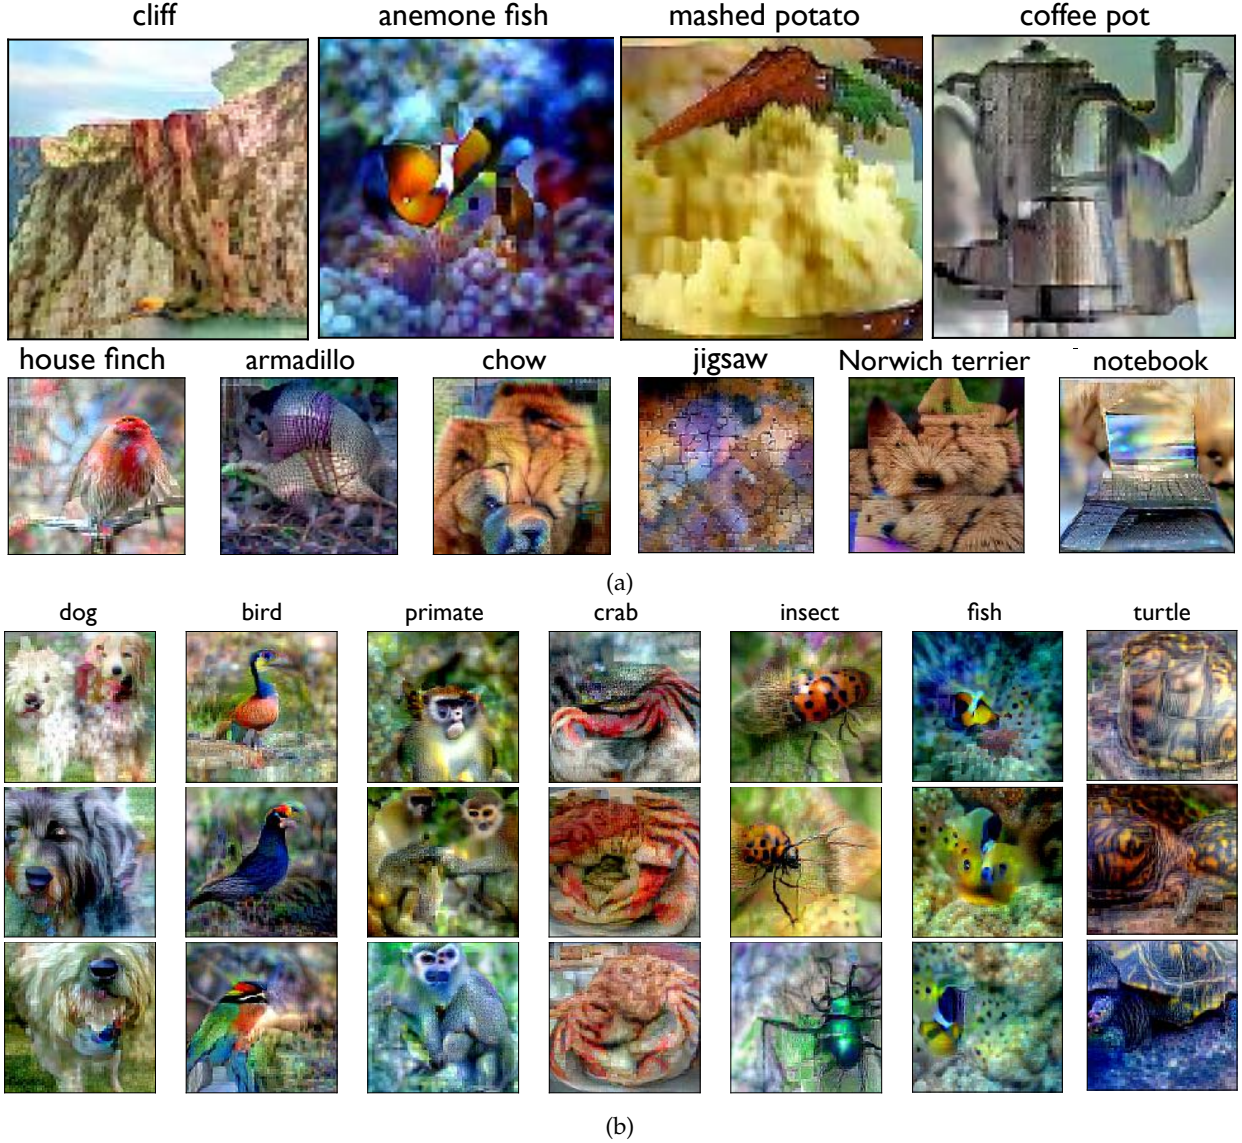 cliff anemone fish mashed potato coffee pot
house finch armadillo chow jigsaw Norwich terrier notebook
(a)
dog bird primate crab insect fish turtle
(b)